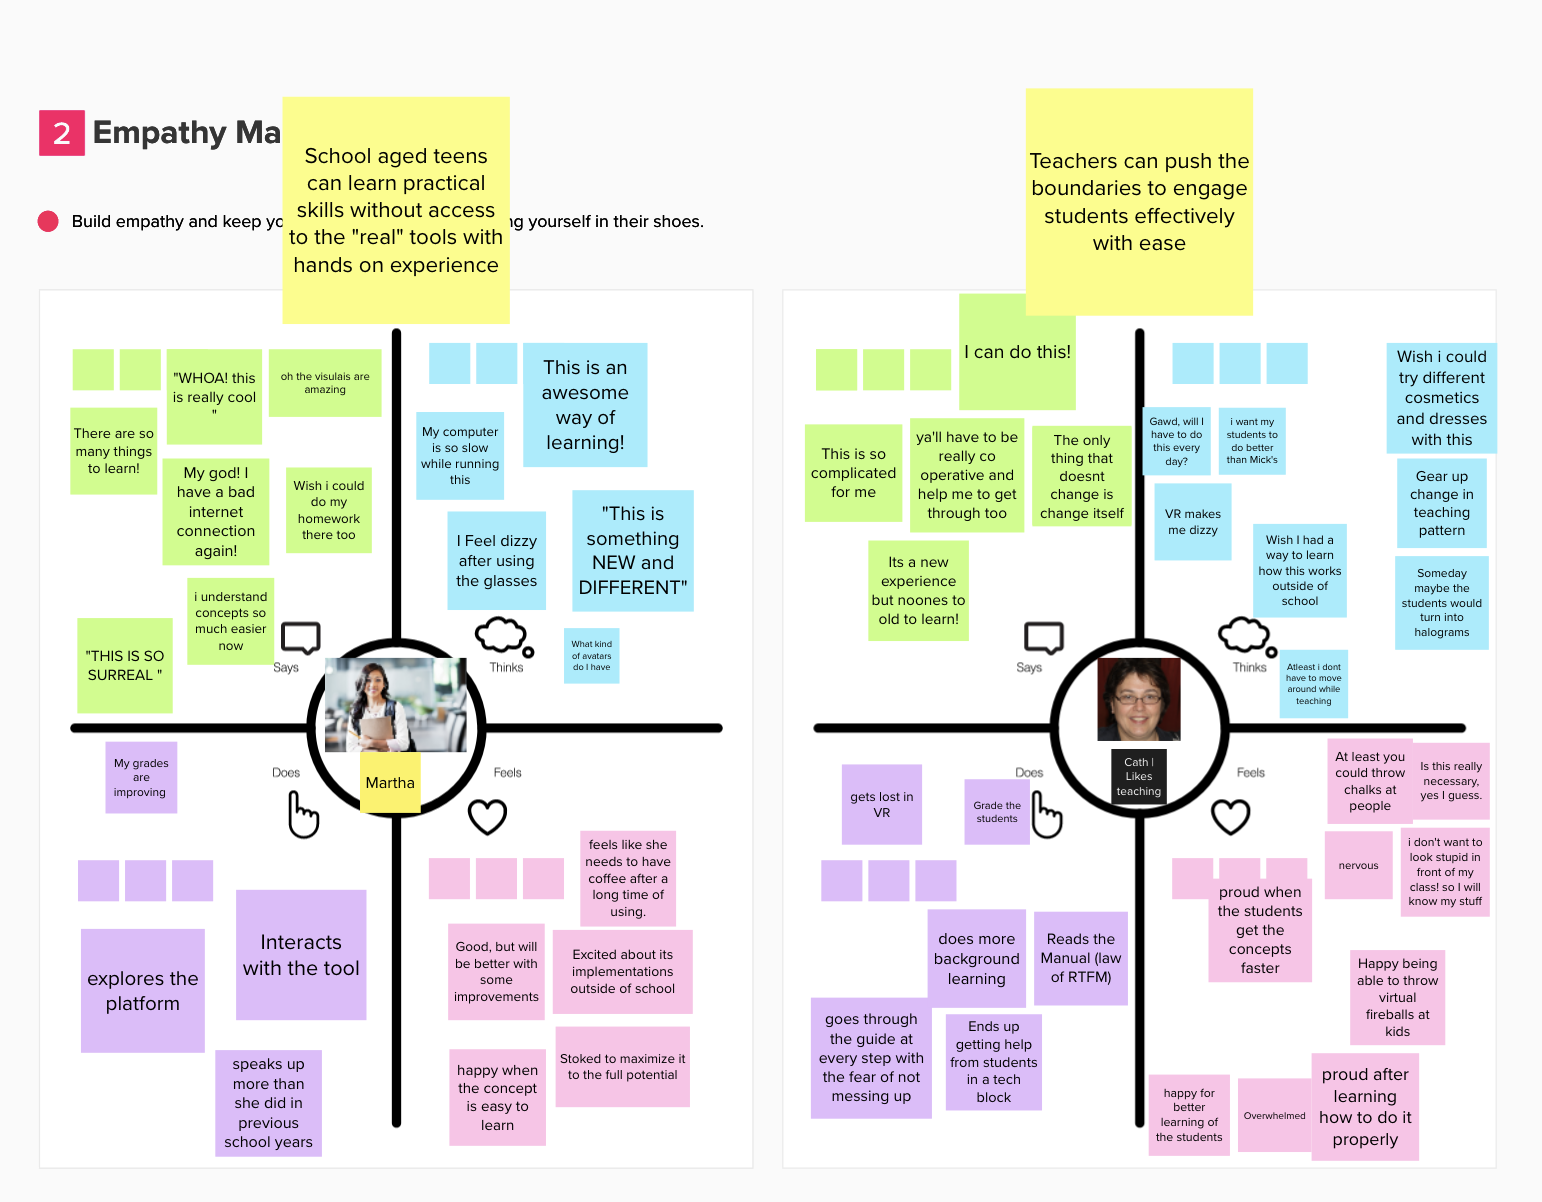 2
Empathy Ma
Build empathy and keep yo
ng yourself in their shoes.
School aged teens
can learn practical
skills without access
to the "real" tools with
hands on experience
Teachers can push the
boundaries to engage
students effectively
with ease
"WHOA! this
is really cool
"
oh the visulais are
amazing
There are so
many things
to learn!
My god! I
have a bad
internet
connection
again!
Wish i could
do my
homework
there too
i understand
concepts so
much easier
now
"THIS IS SO
SURREAL "
Says
This is an
awesome
way of
learning!
My computer
is so slow
while running
this
I Feel dizzy
after using
the glasses
"This is
something
NEW and
DIFFERENT"
What kind
of avatars
do I have
Thinks
Martha
My grades
are
improving
Does
explores the
platform
Interacts
with the tool
speaks up
more than
she did in
previous
school years
Feels
feels like she
needs to have
coffee after a
long time of
using.
Good, but will
be better with
some
improvements
Excited about its
implementations
outside of school
happy when
the concept
is easy to
learn
Stoked to maximize it
to the full potential
I can do this!
This is so
complicated
for me
ya'll have to be
really co
operative and
help me to get
through too
The only
thing that
doesnt
change is
change itself
Its a new
experience
but noones to
old to learn!
Says
Wish i could
try different
cosmetics
and dresses
with this
Gawd, will I
have to do
this every
day?
i want my
students to
do better
than Mick's
Gear up
change in
teaching
pattern
VR makes
me dizzy
Wish I had a
way to learn
how this works
outside of
school
Someday
maybe the
students would
turn into
halograms
Thinks
Atleast i dont
have to move
around while
teaching
Cath |
Likes
teaching
Does
gets lost in
VR
Grade the
students
does more
background
learning
Reads the
Manual (law
of RTFM)
goes through
the guide at
every step with
the fear of not
messing up
Ends up
getting help
from students
in a tech
block
Feels
At least you
could throw
chalks at
people
Is this really
necessary,
yes I guess.
nervous
i don't want to
look stupid in
front of my
class! so I will
know my stuff
proud when
the students
get the
concepts
faster
Happy being
able to throw
virtual
fireballs at
kids
happy for
better
learning of
the students
Overwhelmed
proud after
learning
how to do it
properly